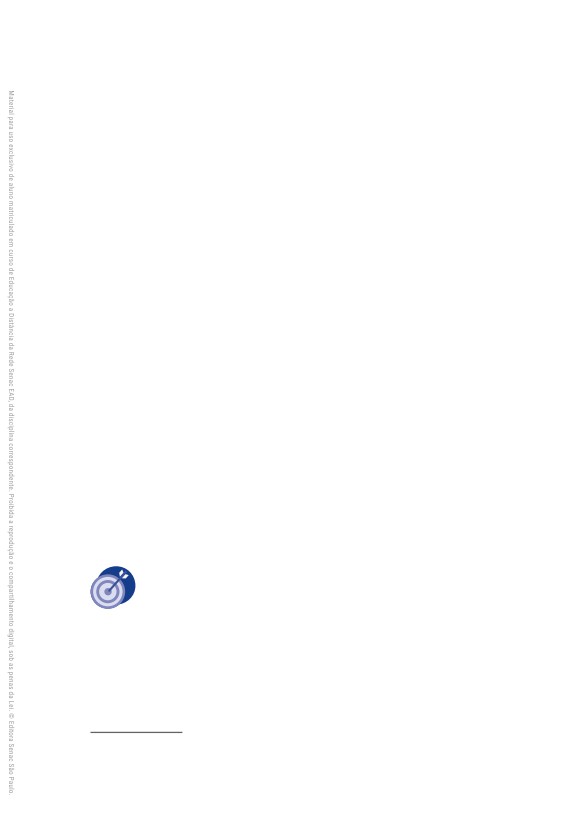 Material para uso exclusivo de aluno matriculado em curso de Educação a Distância da Rede Senac EAD, da disciplina correspondente. Proibida a reprodução e o compartilhamento digital, sob as penas da Lei. © Editora Senac São Paulo.